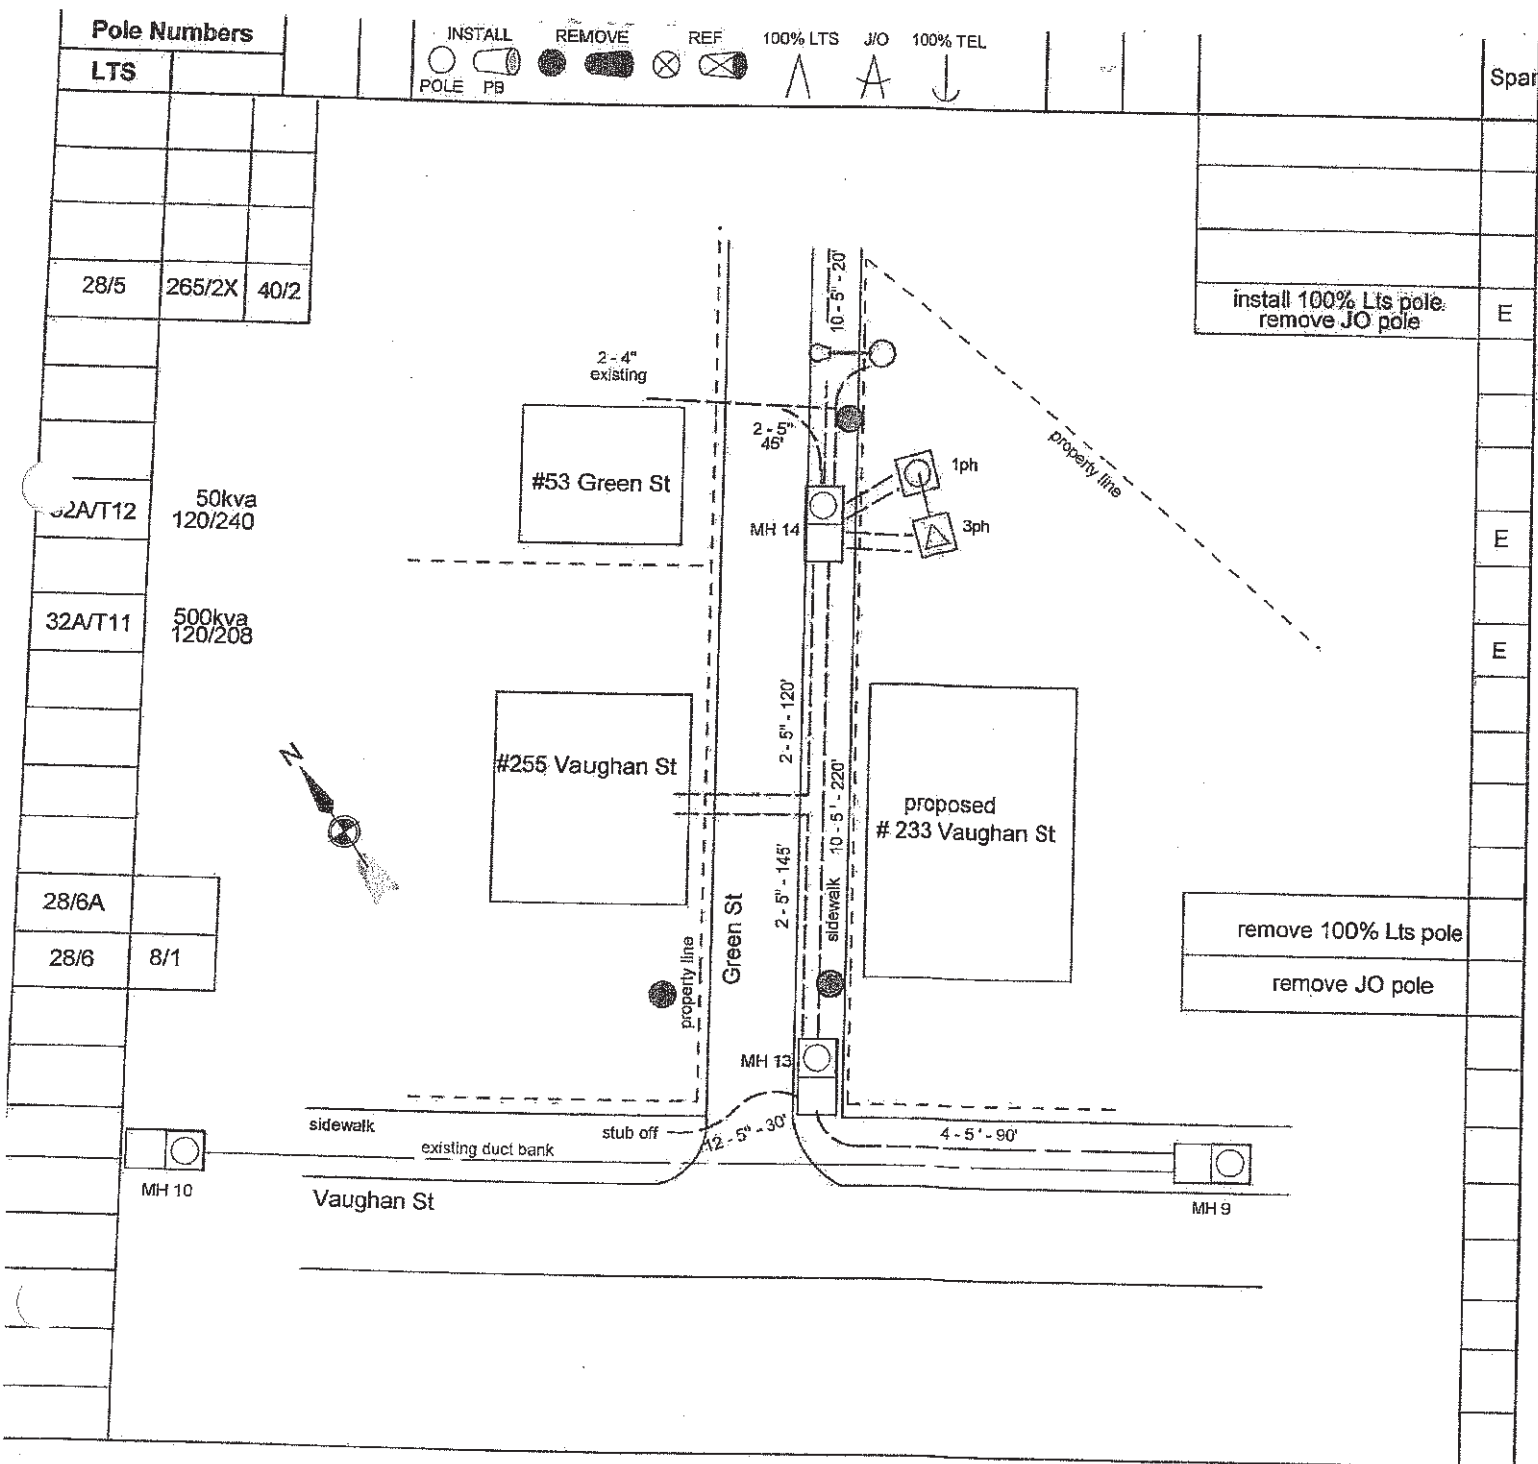 Pole Numbers
LTS
INSTALL
REMOVE
REF
100% LTS
J/O
100% TEL
POLE
PB
28/5
265/2X
40/2
install 100% Lts pole
remove JO pole
E
10 - 5" - 20'
2 - 4"
existing
2 - 5"
#53 Green St
1ph
3ph
MH 14
property line
50kva
120/240
E
32A/T11
500kva
120/208
E
2 - 5" - 120'
N
#255 Vaughan St
10 - 5' - 220'
proposed
# 233 Vaughan St
2 - 5" - 145'
sidewalk
Green St
property line
28/6A
28/6
8/1
remove 100% Lts pole
remove JO pole
MH 13
sidewalk
stub off
12 - 5" - 30'
4 - 5' - 90'
existing duct bank
MH 10
Vaughan St
MH 9